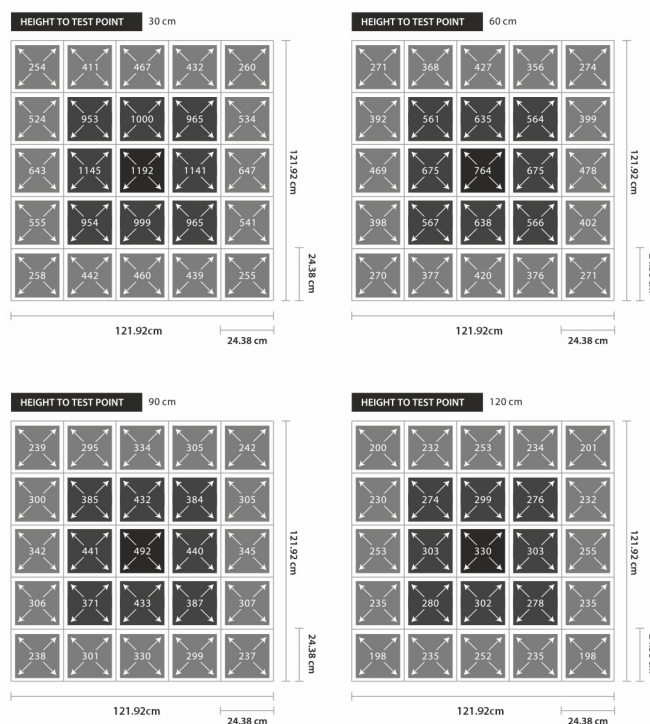 HEIGHT TO TEST POINT 30 cm
254 411 467 432 260
524 953 1000 965 534
643 1145 1192 1141 647
555 954 999 965 541
258 442 460 439 255
121.92 cm
24.38 cm
121.92cm
24.38 cm
HEIGHT TO TEST POINT 60 cm
271 368 427 356 274
392 561 635 564 399
469 675 764 675 478
398 567 638 566 402
270 377 420 376 271
121.92 cm
121.92cm
24.38 cm
HEIGHT TO TEST POINT 90 cm
239 295 334 305 242
300 385 432 384 305
342 441 492 440 345
306 371 433 387 307
238 301 330 299 237
121.92 cm
24.38 cm
121.92cm
24.38 cm
HEIGHT TO TEST POINT 120 cm
200 232 253 234 201
230 274 299 276 232
253 303 330 303 255
235 280 302 278 235
198 235 252 235 198
121.92 cm
121.92cm
24.38 cm